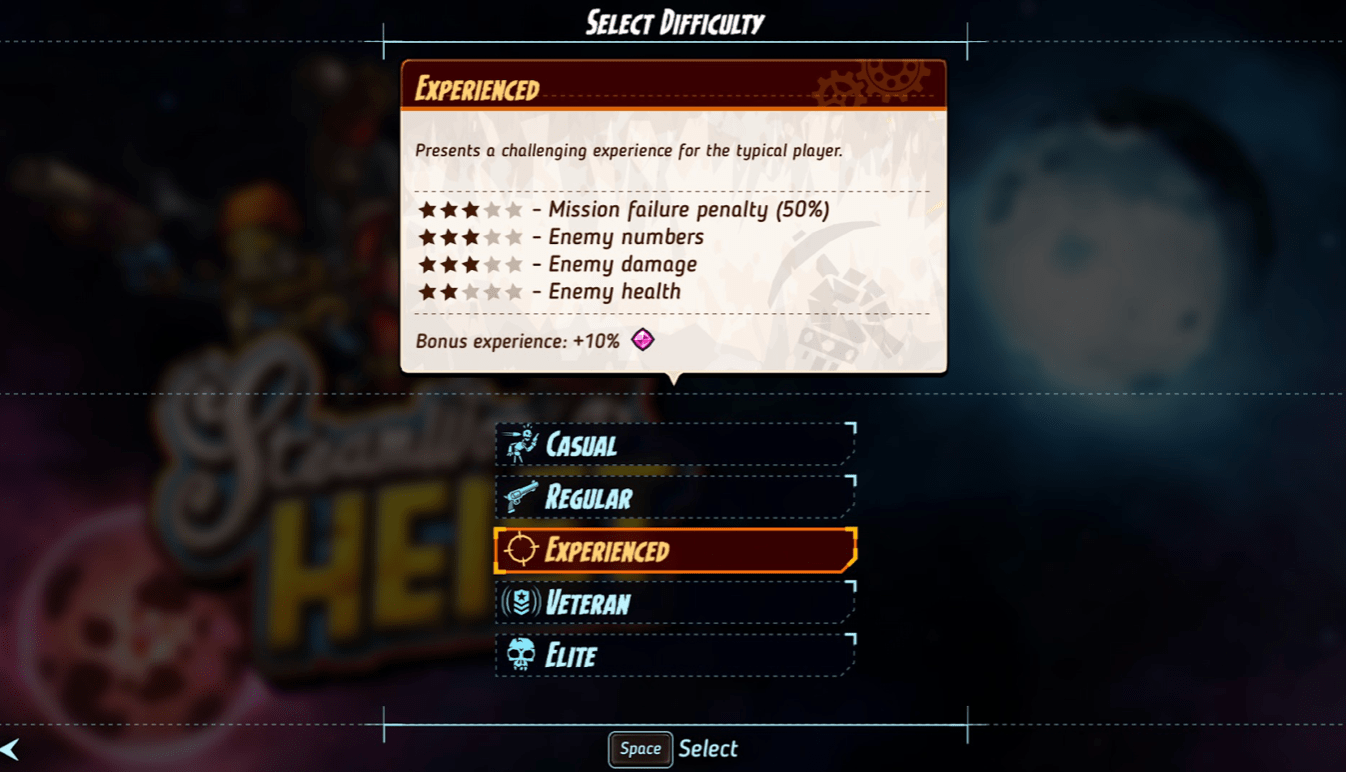 Select Difficulty
Experienced
Presents a challenging experience for the typical player.
– Mission failure penalty (50%)
– Enemy numbers
– Enemy damage
– Enemy health
Bonus experience: +10%
Casual
Regular
Experienced
Veteran
Elite
Space Select